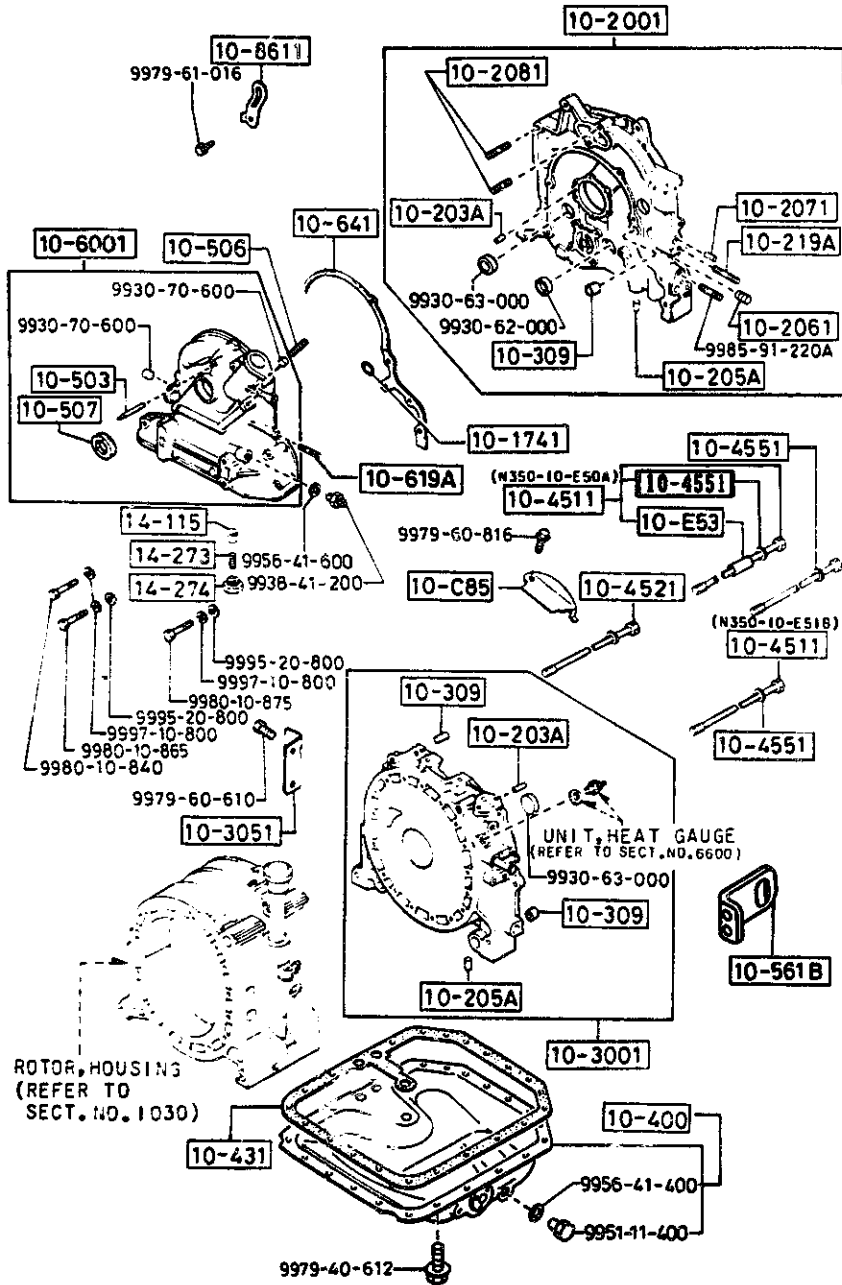 10-2001
10-8611
9979-61-016
10-2081
10-203A
10-2071
10-219A
10-641
10-6001
10-506
9930-70-600
9930-63-000
9930-62-000
10-2061
9930-70-600
10-309
9985-91-220A
10-205A
10-503
10-507
10-1741
10-4551
10-619A
(N350-10-E50A)
10-4551
10-4511
14-115
9979-60-816
10-E53
14-273
9956-41-600
14-274
9938-41-200
10-C85
10-4521
(N350-10-E51B)
10-4511
9995-20-800
9997-10-800
9980-10-875
10-309
9995-20-800
9997-10-800
10-203A
10-4551
9980-10-865
9980-10-840
9979-60-610
10-3051
UNIT,HEAT GAUGE
(REFER TO SECT.NO.6600)
9930-63-000
10-309
10-561B
10-205A
10-3001
ROTOR,HOUSING
(REFER TO
SECT.NO.1030)
10-400
10-431
9956-41-400
9951-11-400
9979-40-612